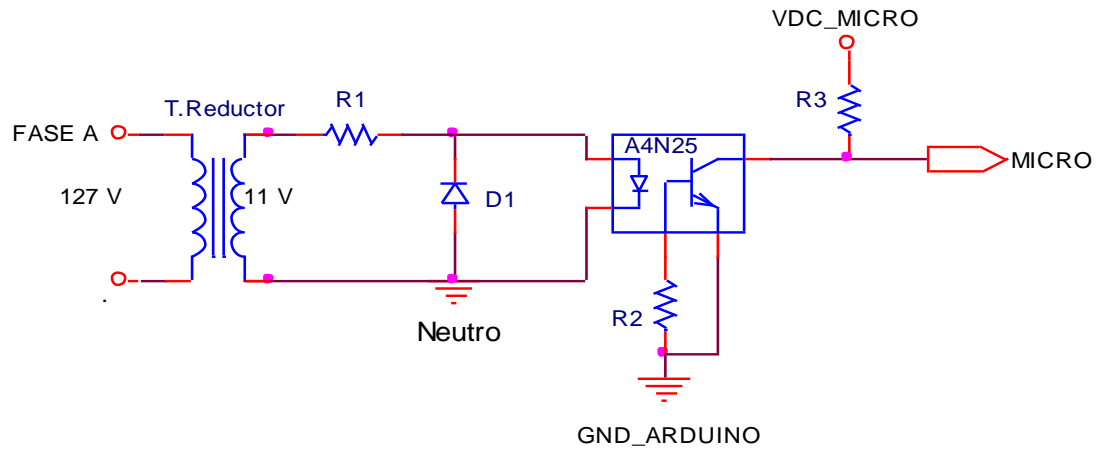 VDC_MICRO
T.Reductor
R1
R3
FASE A
A4N25
MICRO
127 V
11 V
D1
.
R2
Neutro
GND_ARDUINO